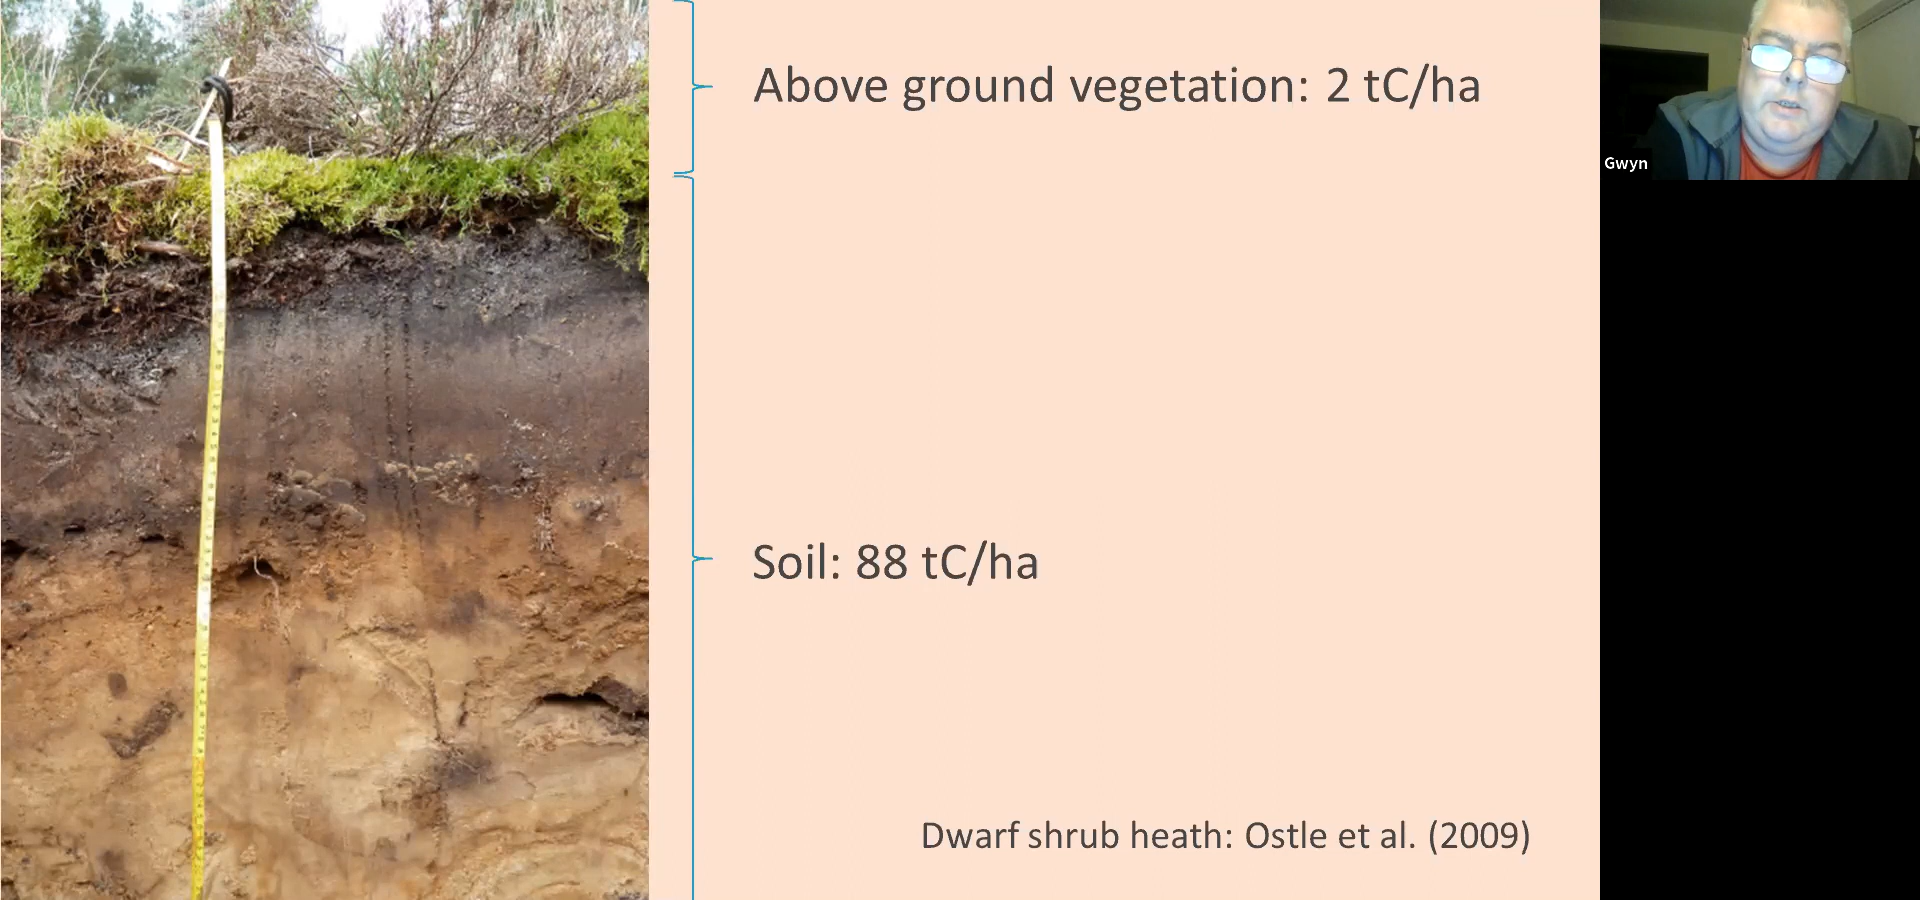 Above ground vegetation: 2 tC/ha
Gwyn
Soil: 88 tC/ha
Dwarf shrub heath: Ostle et al. (2009)